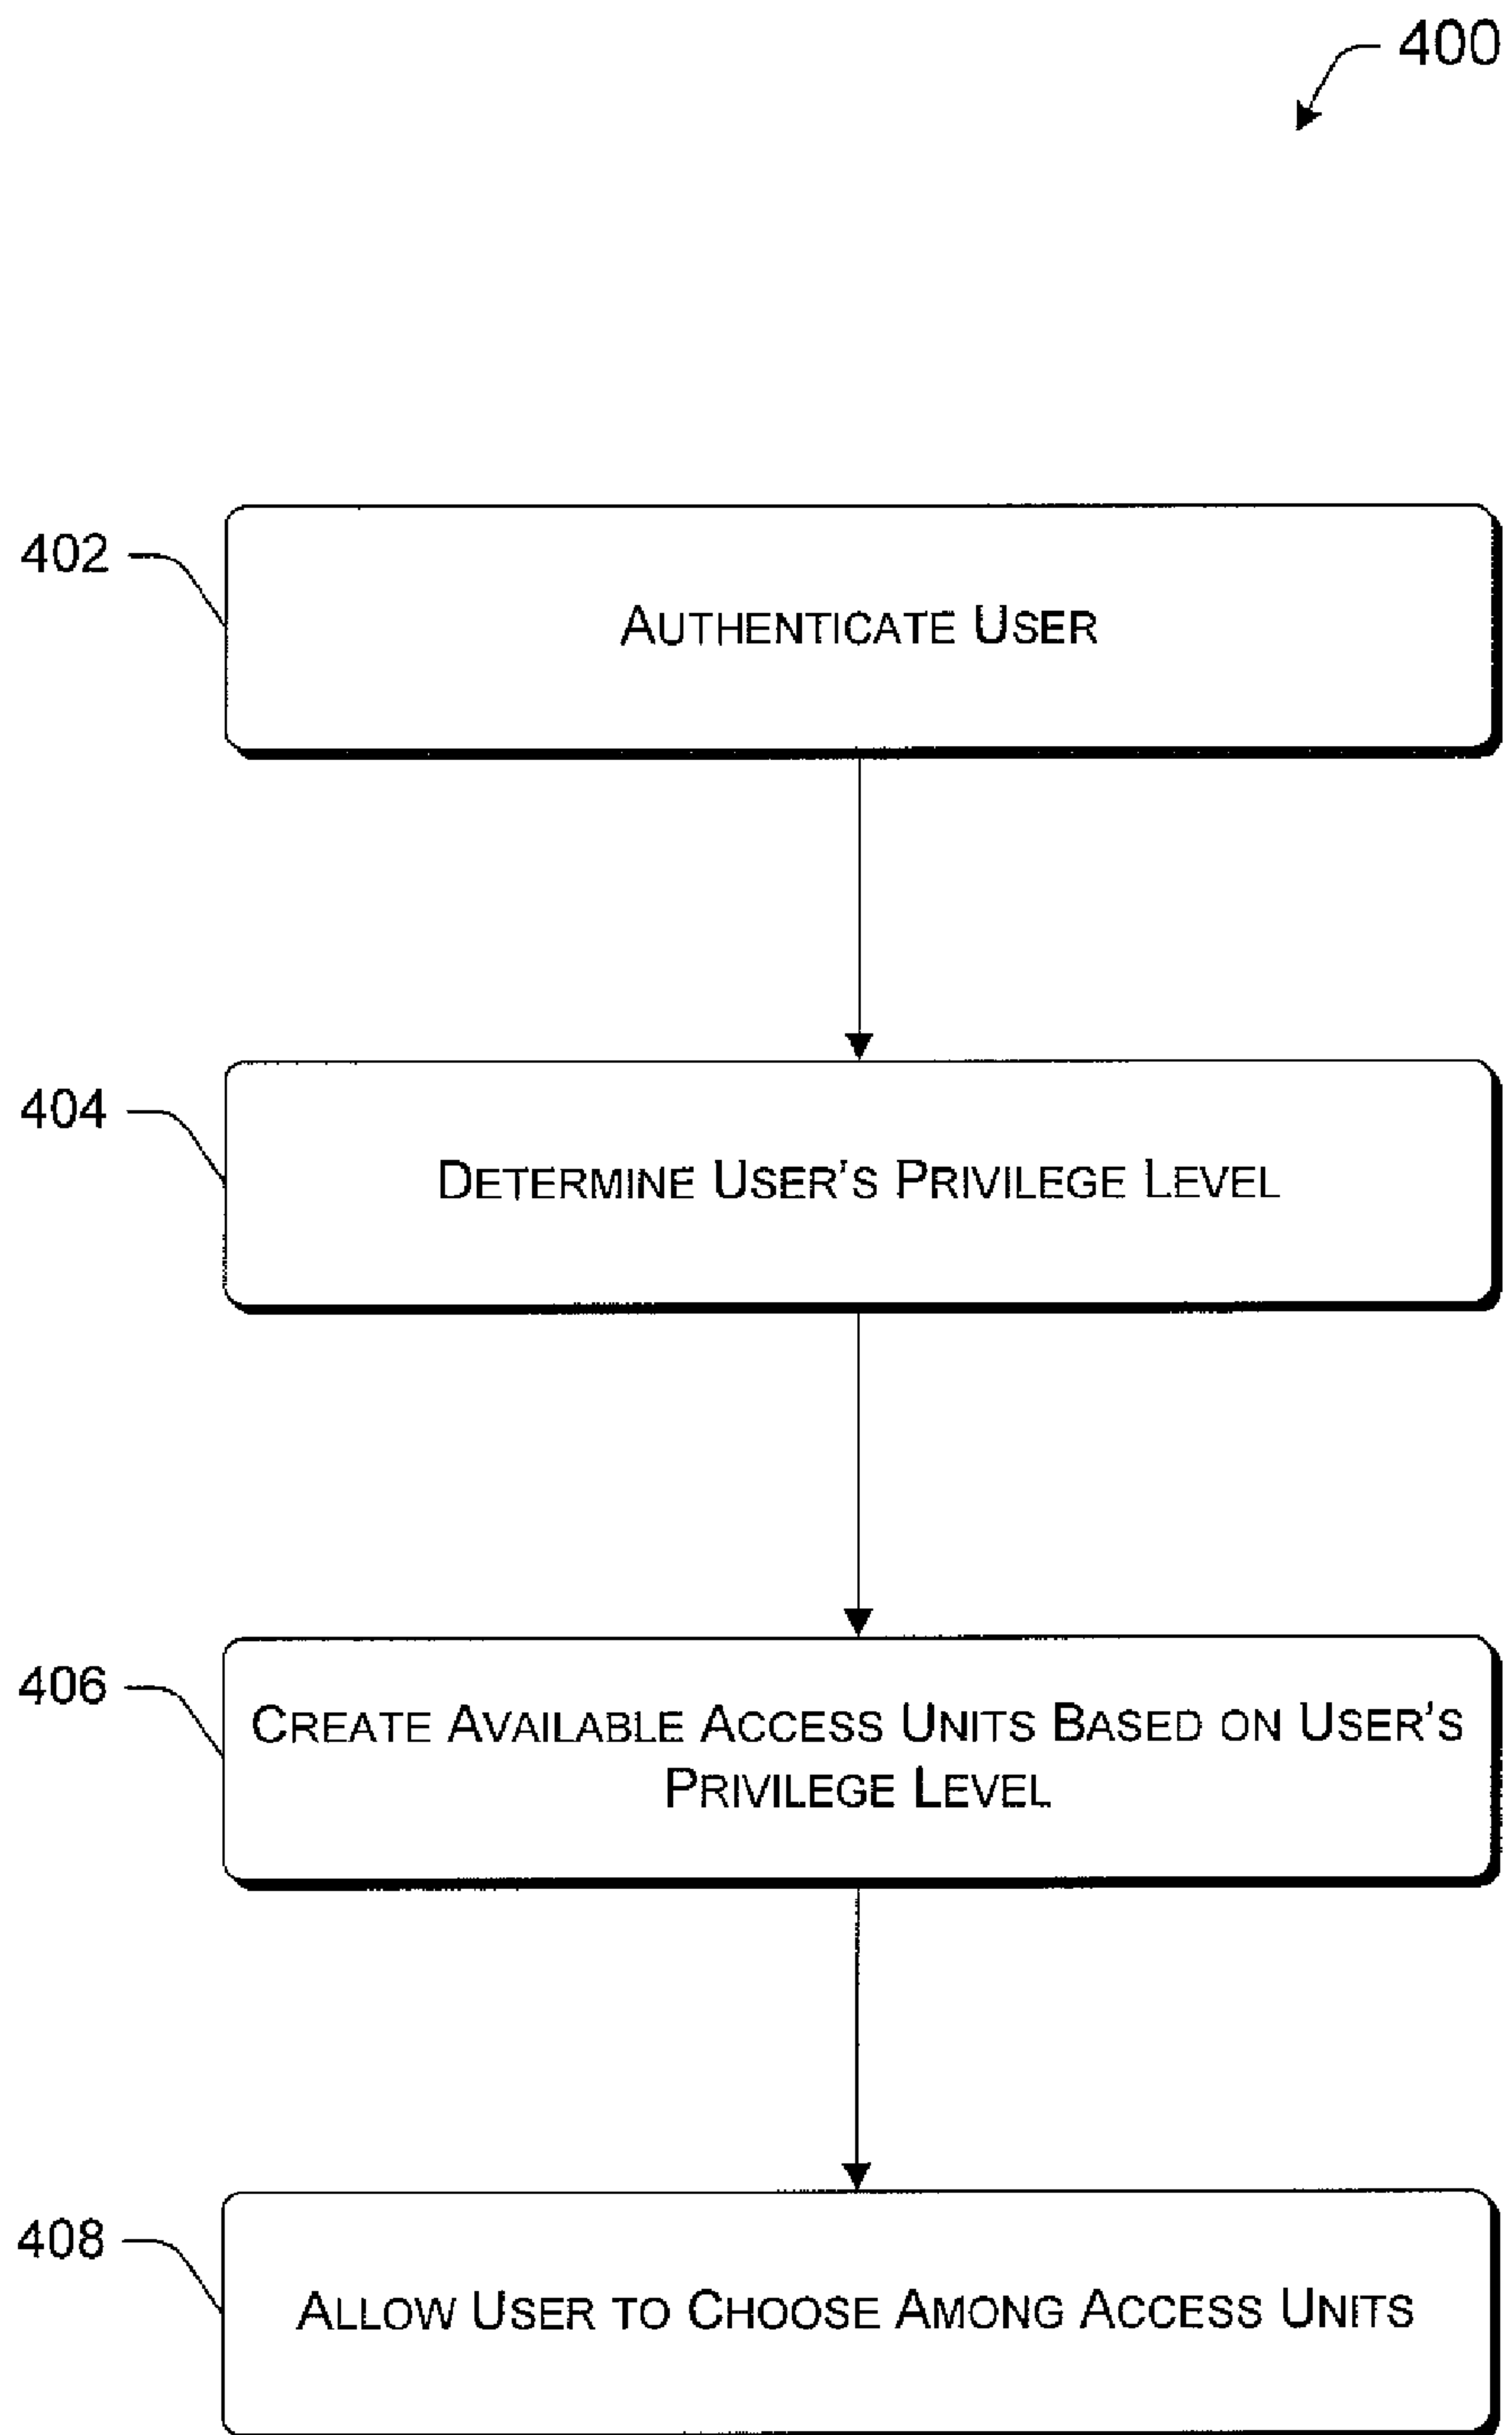 400
402
AUTHENTICATE USER
404
DETERMINE USER'S PRIVILEGE LEVEL
406
CREATE AVAILABLE ACCESS UNITS BASED ON USER'S
PRIVILEGE LEVEL
408
ALLOW USER TO CHOOSE AMONG ACCESS UNITS